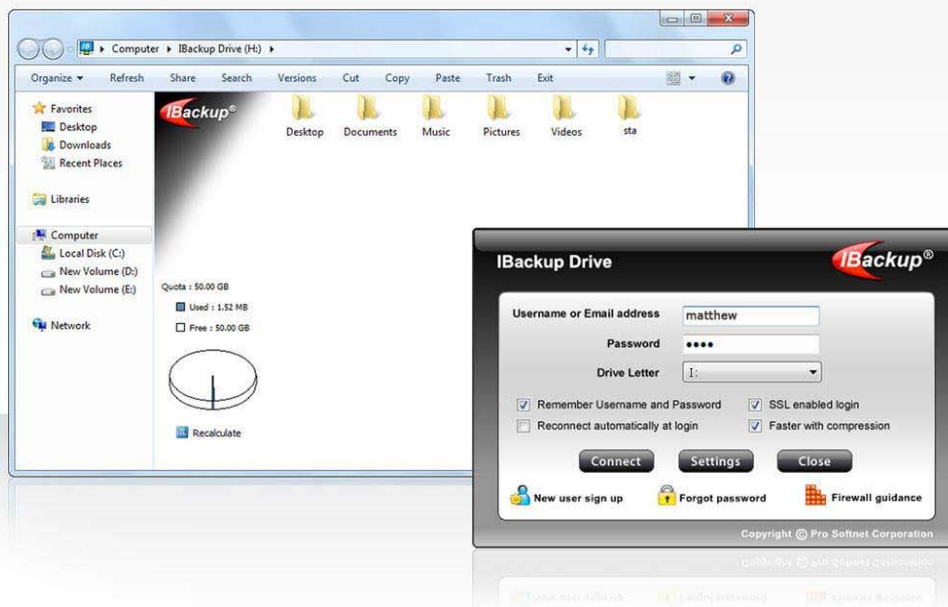 Computer ▸ IBackup Drive (H:) ▸
Organize Refresh Share Search Versions Cut Copy Paste Trash Exit
Favorites
Desktop
Downloads
Recent Places
Libraries
Computer
Local Disk (C:)
New Volume (D:)
New Volume (E:)
Network
IBackup®
Desktop Documents Music Pictures Videos sta
Quota : 50.00 GB
Used : 1.52 MB
Free : 50.00 GB
Recalculate
IBackup Drive
IBackup®
Username or Email address matthew
Password ••••
Drive Letter I:
Remember Username and Password SSL enabled login
Reconnect automatically at login Faster with compression
Connect Settings Close
New user sign up Forgot password Firewall guidance
Copyright © Pro Softnet Corporation